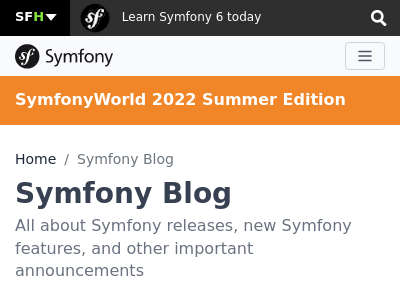 SFH
Learn Symfony 6 today
Symfony
SymfonyWorld 2022 Summer Edition
Home / Symfony Blog
Symfony Blog
All about Symfony releases, new Symfony
features, and other important
announcements